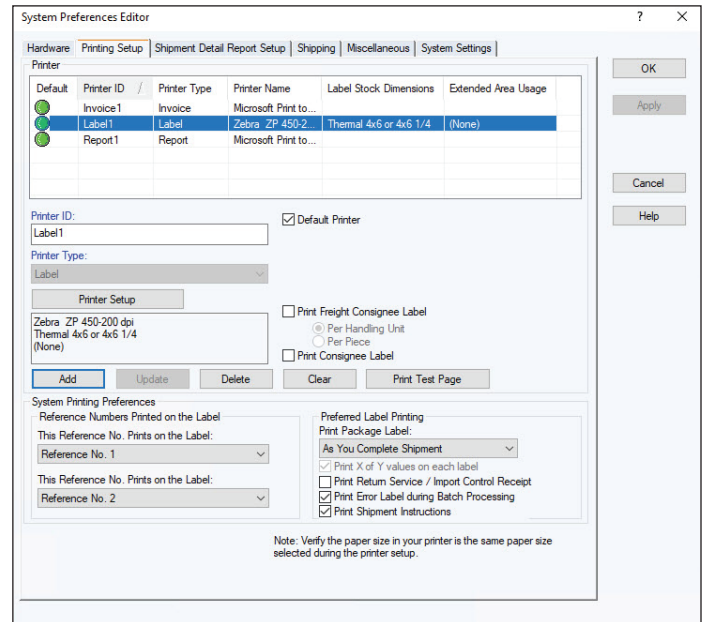 System Preferences Editor ? X
Hardware Printing Setup Shipment Detail Report Setup Shipping Miscellaneous System Settings
Printer
OK
Default Printer ID / Printer Type Printer Name Label Stock Dimensions Extended Area Usage
Invoice1 Invoice Microsoft Print to...
Apply
Label1 Label Zebra ZP 450-2... Thermal 4x6 or 4x6 1/4 (None)
Report1 Report Microsoft Print to...
Cancel
Printer ID:
Default Printer
Help
Label1
Printer Type:
Label
Printer Setup
Print Freight Consignee Label
Zebra ZP 450-200 dpi
Thermal 4x6 or 4x6 1/4
(None)
Per Handling Unit
Per Piece
Print Consignee Label
Add Update Delete Clear Print Test Page
System Printing Preferences
Reference Numbers Printed on the Label
This Reference No. Prints on the Label:
Reference No. 1
This Reference No. Prints on the Label:
Reference No. 2
Preferred Label Printing
Print Package Label:
As You Complete Shipment
Print X of Y values on each label
Print Return Service / Import Control Receipt
Print Error Label during Batch Processing
Print Shipment Instructions
Note: Verify the paper size in your printer is the same paper size
selected during the printer setup.